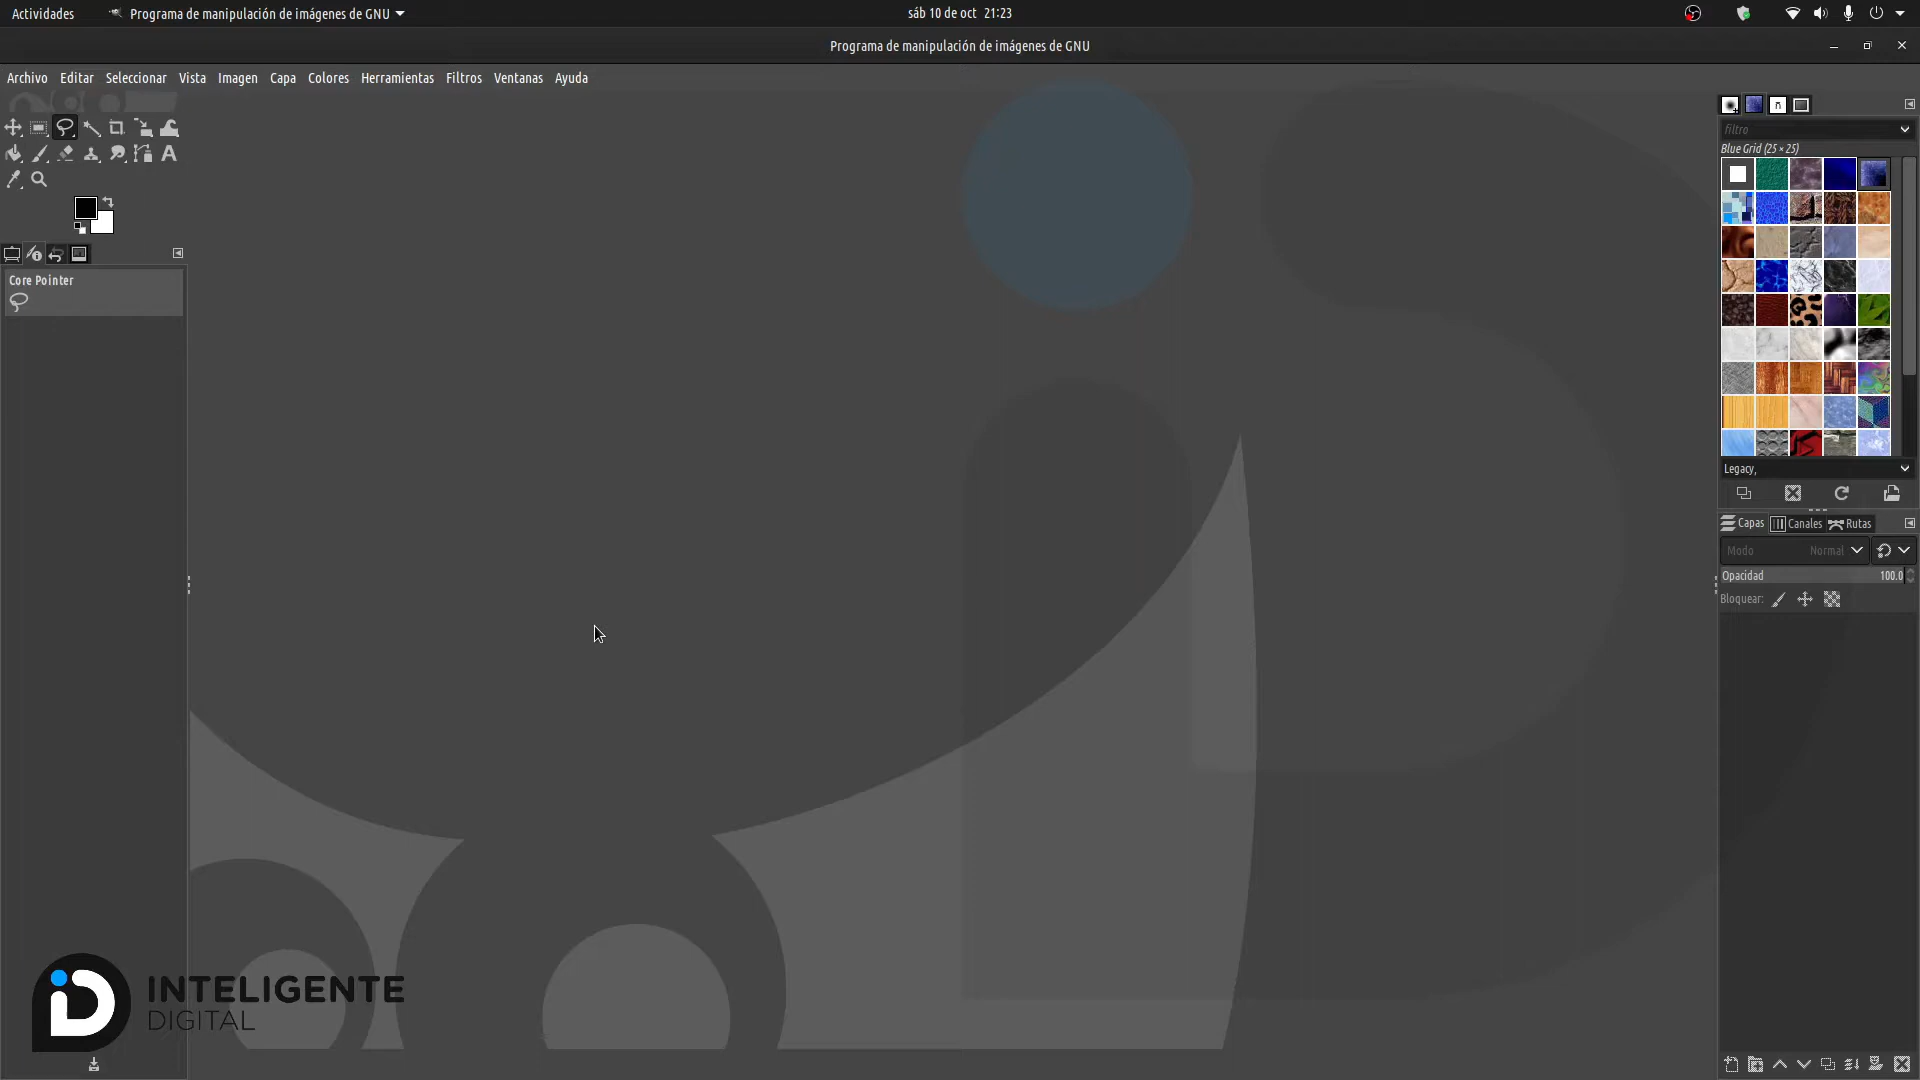 Actividades
Programa de manipulación de imágenes de GNU
sáb 10 de oct 21:23
Programa de manipulación de imágenes de GNU
Archivo Editar Seleccionar Vista Imagen Capa Colores Herramientas Filtros Ventanas Ayuda
Filtro
Blue Grid (25 × 25)
Core Pointer
Legacy,
Capas Canales Rutas
Modo Normal
Opacidad 100.0
Bloquear:
INTELIGENTE
DIGITAL